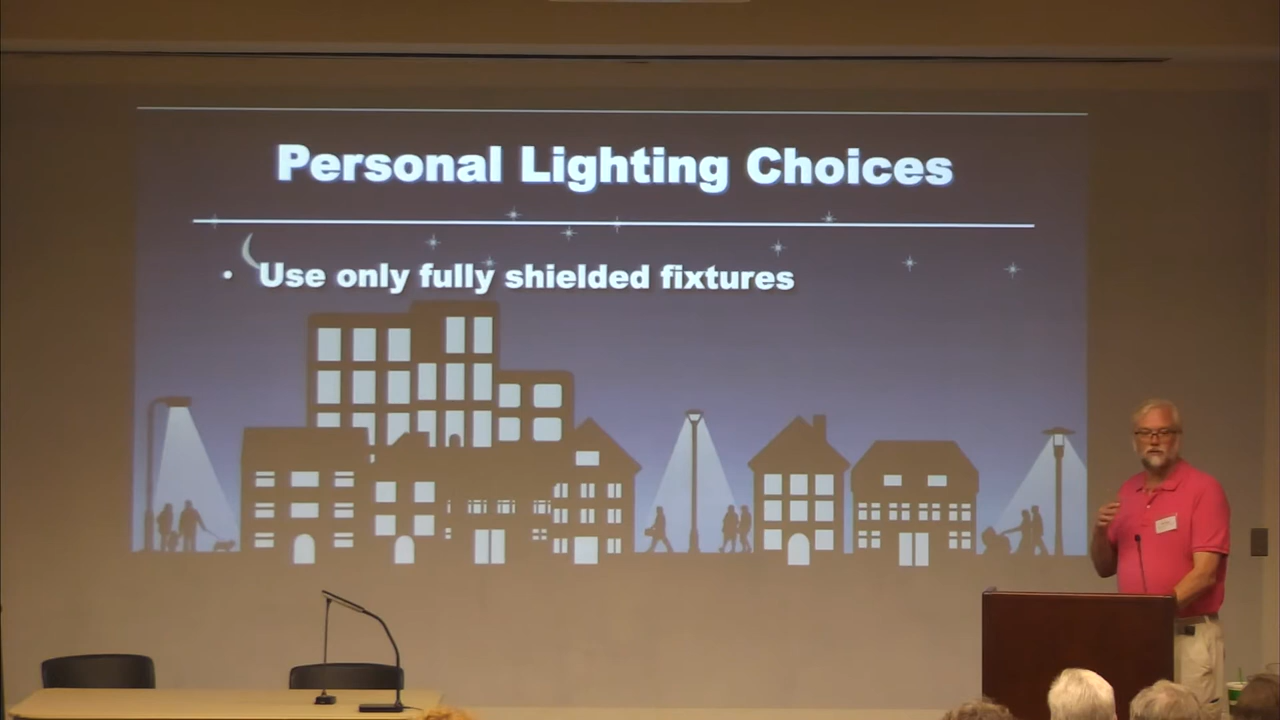 Personal Lighting Choices
• Use only fully shielded fixtures